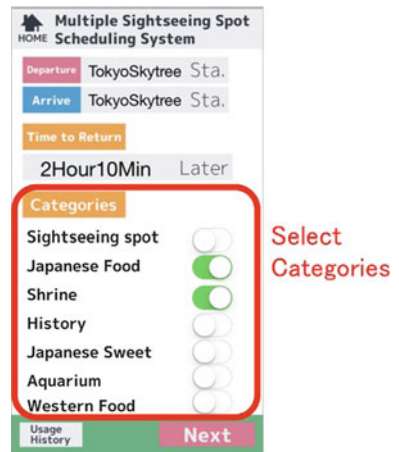 Multiple Sightseeing Spot
HOME Scheduling System
Departure TokyoSkytree Sta.
Arrive TokyoSkytree Sta.
Time to Return
2Hour10Min Later
Categories
Sightseeing spot
Select
Japanese Food
Categories
Shrine
History
Japanese Sweet
Aquarium
Western Food
Usage
History
Next